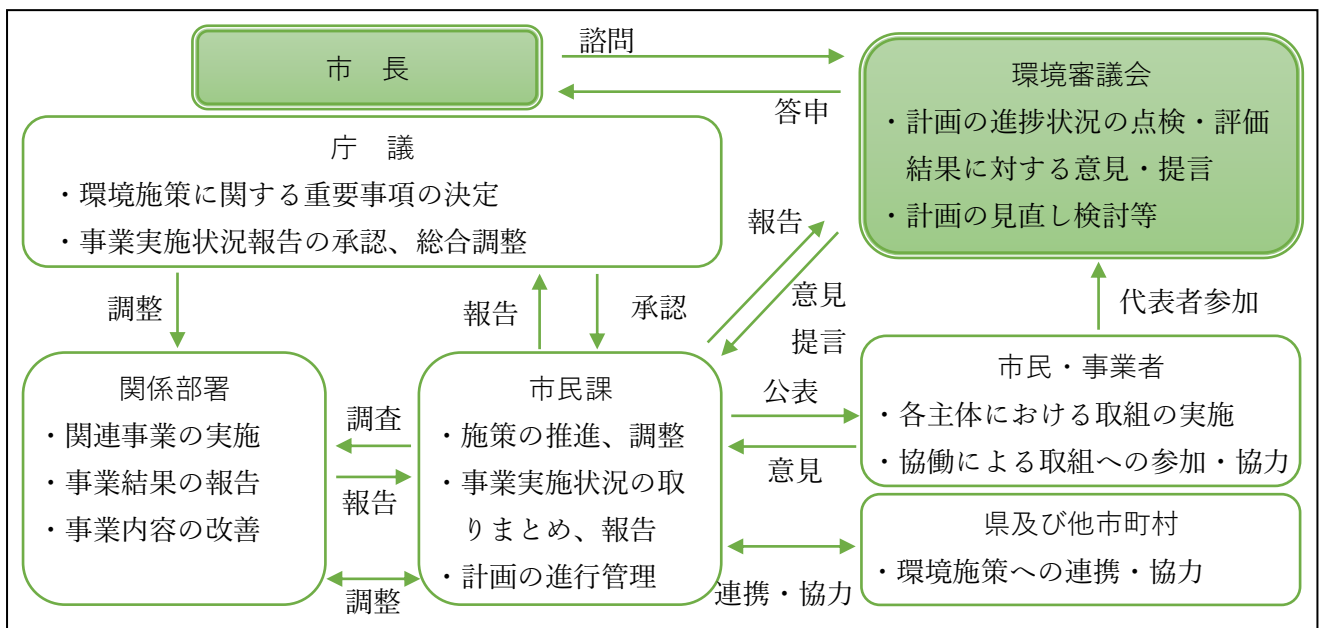 市　長
諮問
答申
環境審議会
・計画の進捗状況の点検・評価
結果に対する意見・提言
・計画の見直し検討等
庁　議
・環境施策に関する重要事項の決定
・事業実施状況報告の承認、総合調整
報告
意見
提言
調整
報告
承認
代表者参加
関係部署
・関連事業の実施
・事業結果の報告
・事業内容の改善
調査
報告
調整
市民課
・施策の推進、調整
・事業実施状況の取
りまとめ、報告
・計画の進行管理
公表
意見
連携・協力
市民・事業者
・各主体における取組の実施
・協働による取組への参加・協力
県及び他市町村
・環境施策への連携・協力